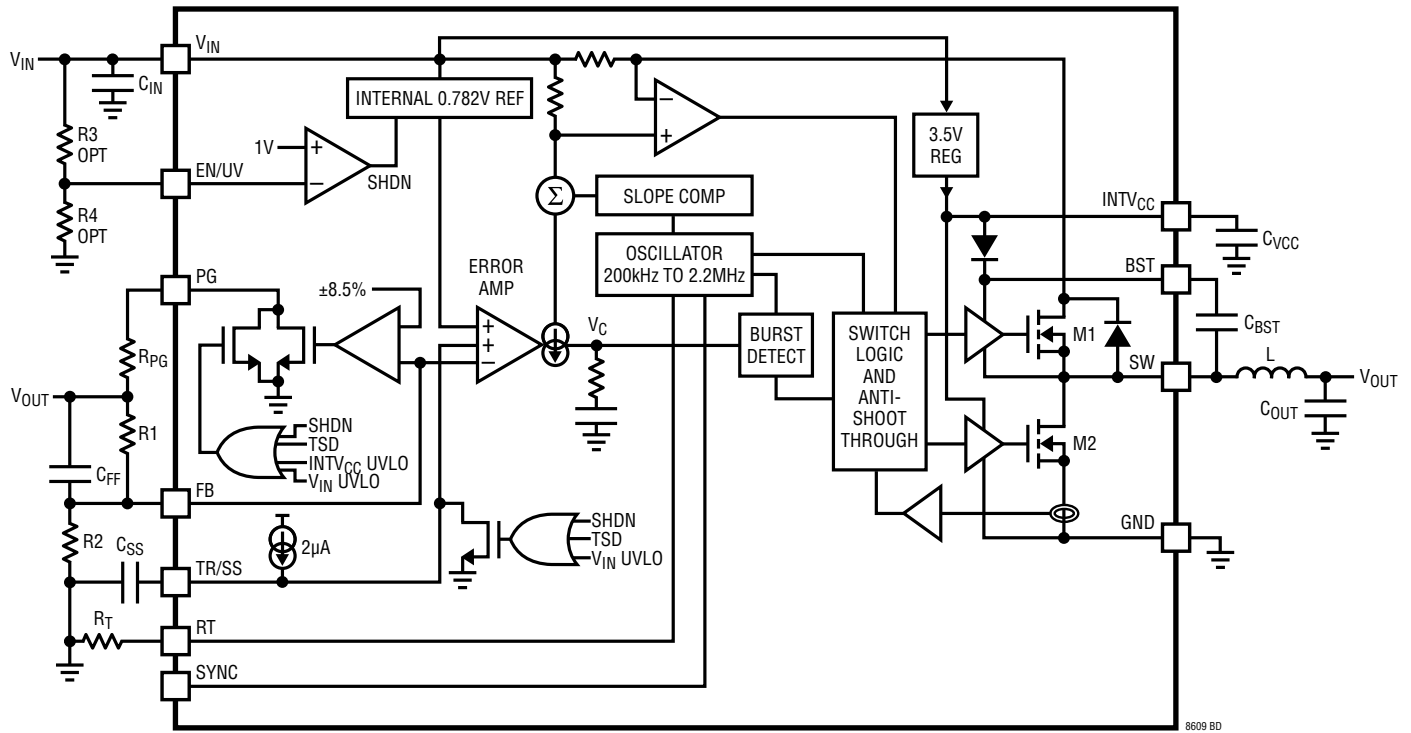 VIN
VIN
CIN
R3
OPT
R4
OPT
EN/UV
1V
+
–
SHDN
INTERNAL 0.782V REF
–
+
Σ
SLOPE COMP
OSCILLATOR
200kHz TO 2.2MHz
3.5V
REG
INTVCC
CVCC
BST
CBST
SW
L
VOUT
COUT
GND
PG
±8.5%
ERROR
AMP
+
+
–
VC
BURST
DETECT
SWITCH
LOGIC
AND
ANTI-
SHOOT
THROUGH
M1
M2
RPG
VOUT
R1
CFF
SHDN
TSD
INTVCC UVLO
VIN UVLO
FB
R2
CSS
2µA
SHDN
TSD
VIN UVLO
TR/SS
RT
RT
SYNC
8609 BD